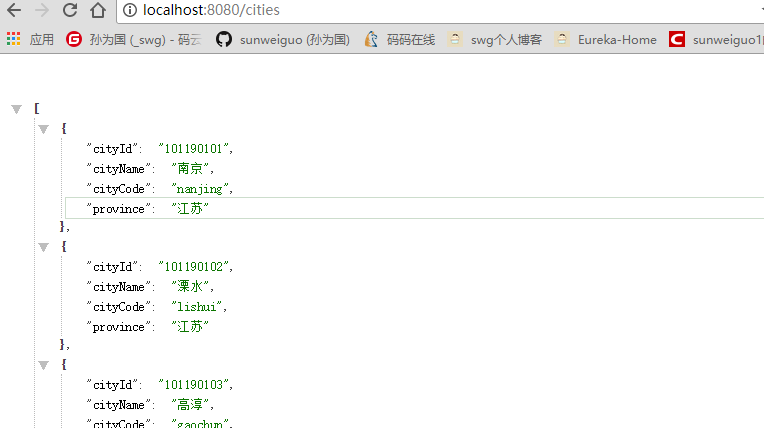 localhost:8080/cities
应用 孙为国 (_swg) - 码云 sunweiguo (孙为国) 码码在线 swg个人博客 Eureka-Home sunweiguo1
[
{
"cityId": "101190101",
"cityName": "南京",
"cityCode": "nanjing",
"province": "江苏"
},
{
"cityId": "101190102",
"cityName": "溧水",
"cityCode": "lishui",
"province": "江苏"
},
{
"cityId": "101190103",
"cityName": "高淳",
"cityCode": "gaochun",